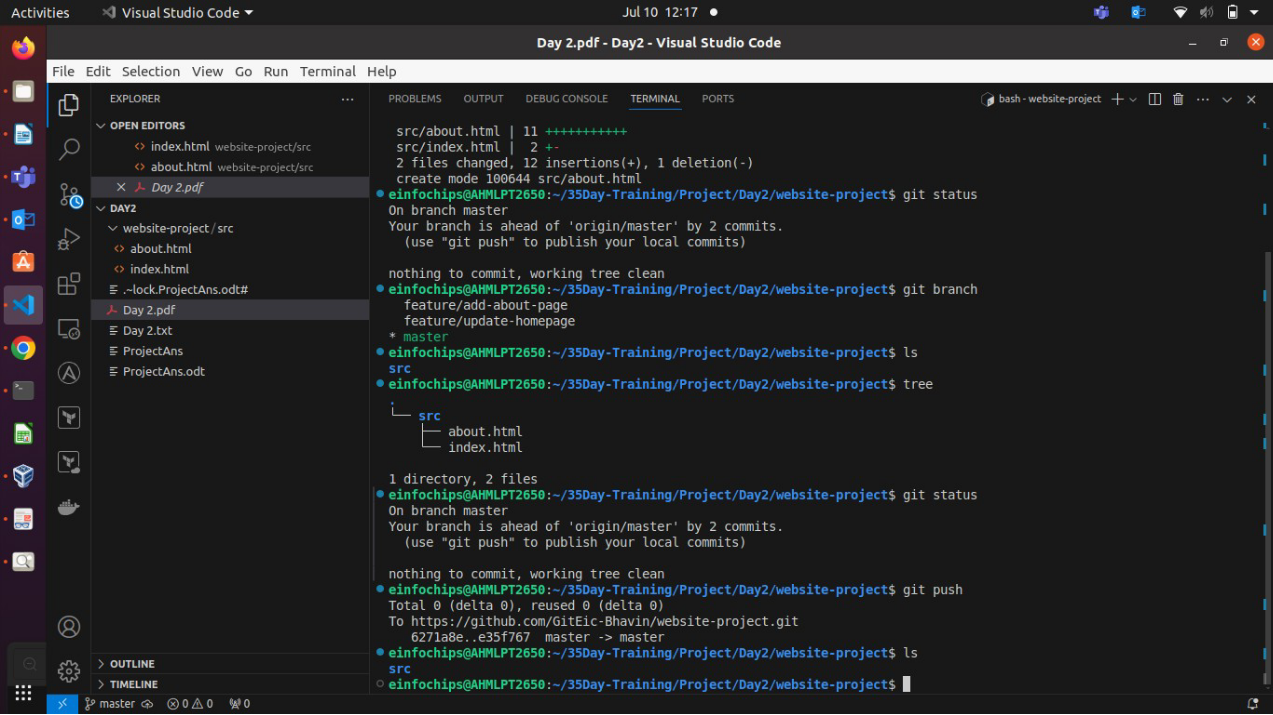 Activities
Visual Studio Code
Jul 10 12:17
Day 2.pdf - Day2 - Visual Studio Code
File Edit Selection View Go Run Terminal Help
EXPLORER
OPEN EDITORS
index.html website-project/src
about.html website-project/src
Day 2.pdf
DAY2
website-project / src
about.html
index.html
.~lock.ProjectAns.odt#
Day 2.pdf
Day 2.txt
ProjectAns
ProjectAns.odt
OUTLINE
TIMELINE
PROBLEMS OUTPUT DEBUG CONSOLE TERMINAL PORTS
bash - website-project
src/about.html | 11 +++++++++++
src/index.html |  2 +-
2 files changed, 12 insertions(+), 1 deletion(-)
create mode 100644 src/about.html
einfochips@AHMLPT2650:~/35Day-Training/Project/Day2/website-project$ git status
On branch master
Your branch is ahead of 'origin/master' by 2 commits.
(use "git push" to publish your local commits)
nothing to commit, working tree clean
einfochips@AHMLPT2650:~/35Day-Training/Project/Day2/website-project$ git branch
feature/add-about-page
feature/update-homepage
* master
einfochips@AHMLPT2650:~/35Day-Training/Project/Day2/website-project$ ls
src
einfochips@AHMLPT2650:~/35Day-Training/Project/Day2/website-project$ tree
.
└── src
├── about.html
└── index.html
1 directory, 2 files
einfochips@AHMLPT2650:~/35Day-Training/Project/Day2/website-project$ git status
On branch master
Your branch is ahead of 'origin/master' by 2 commits.
(use "git push" to publish your local commits)
nothing to commit, working tree clean
einfochips@AHMLPT2650:~/35Day-Training/Project/Day2/website-project$ git push
Total 0 (delta 0), reused 0 (delta 0)
To https://github.com/GitEic-Bhavin/website-project.git
6271a8e..e35f767  master -> master
einfochips@AHMLPT2650:~/35Day-Training/Project/Day2/website-project$ ls
src
einfochips@AHMLPT2650:~/35Day-Training/Project/Day2/website-project$
master 0 0 0